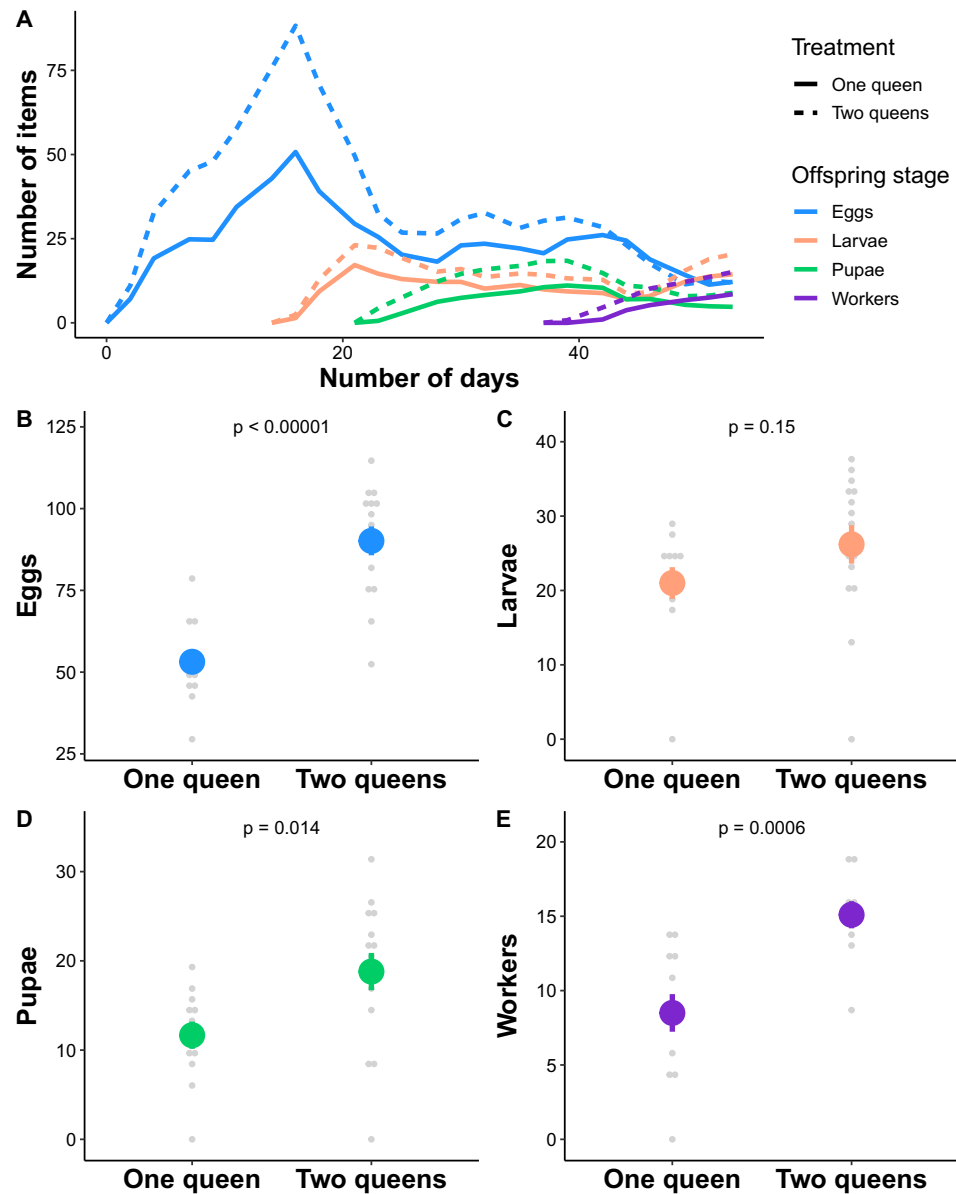 A
Number of items
75
50
25
0
0
20
40
Number of days
Treatment
One queen
Two queens
Offspring stage
Eggs
Larvae
Pupae
Workers
B
p < 0.00001
Eggs
125
100
75
50
25
One queen
Two queens
C
p = 0.15
Larvae
40
30
20
10
0
One queen
Two queens
D
p = 0.014
Pupae
30
20
10
0
One queen
Two queens
E
p = 0.0006
Workers
20
15
10
5
0
One queen
Two queens